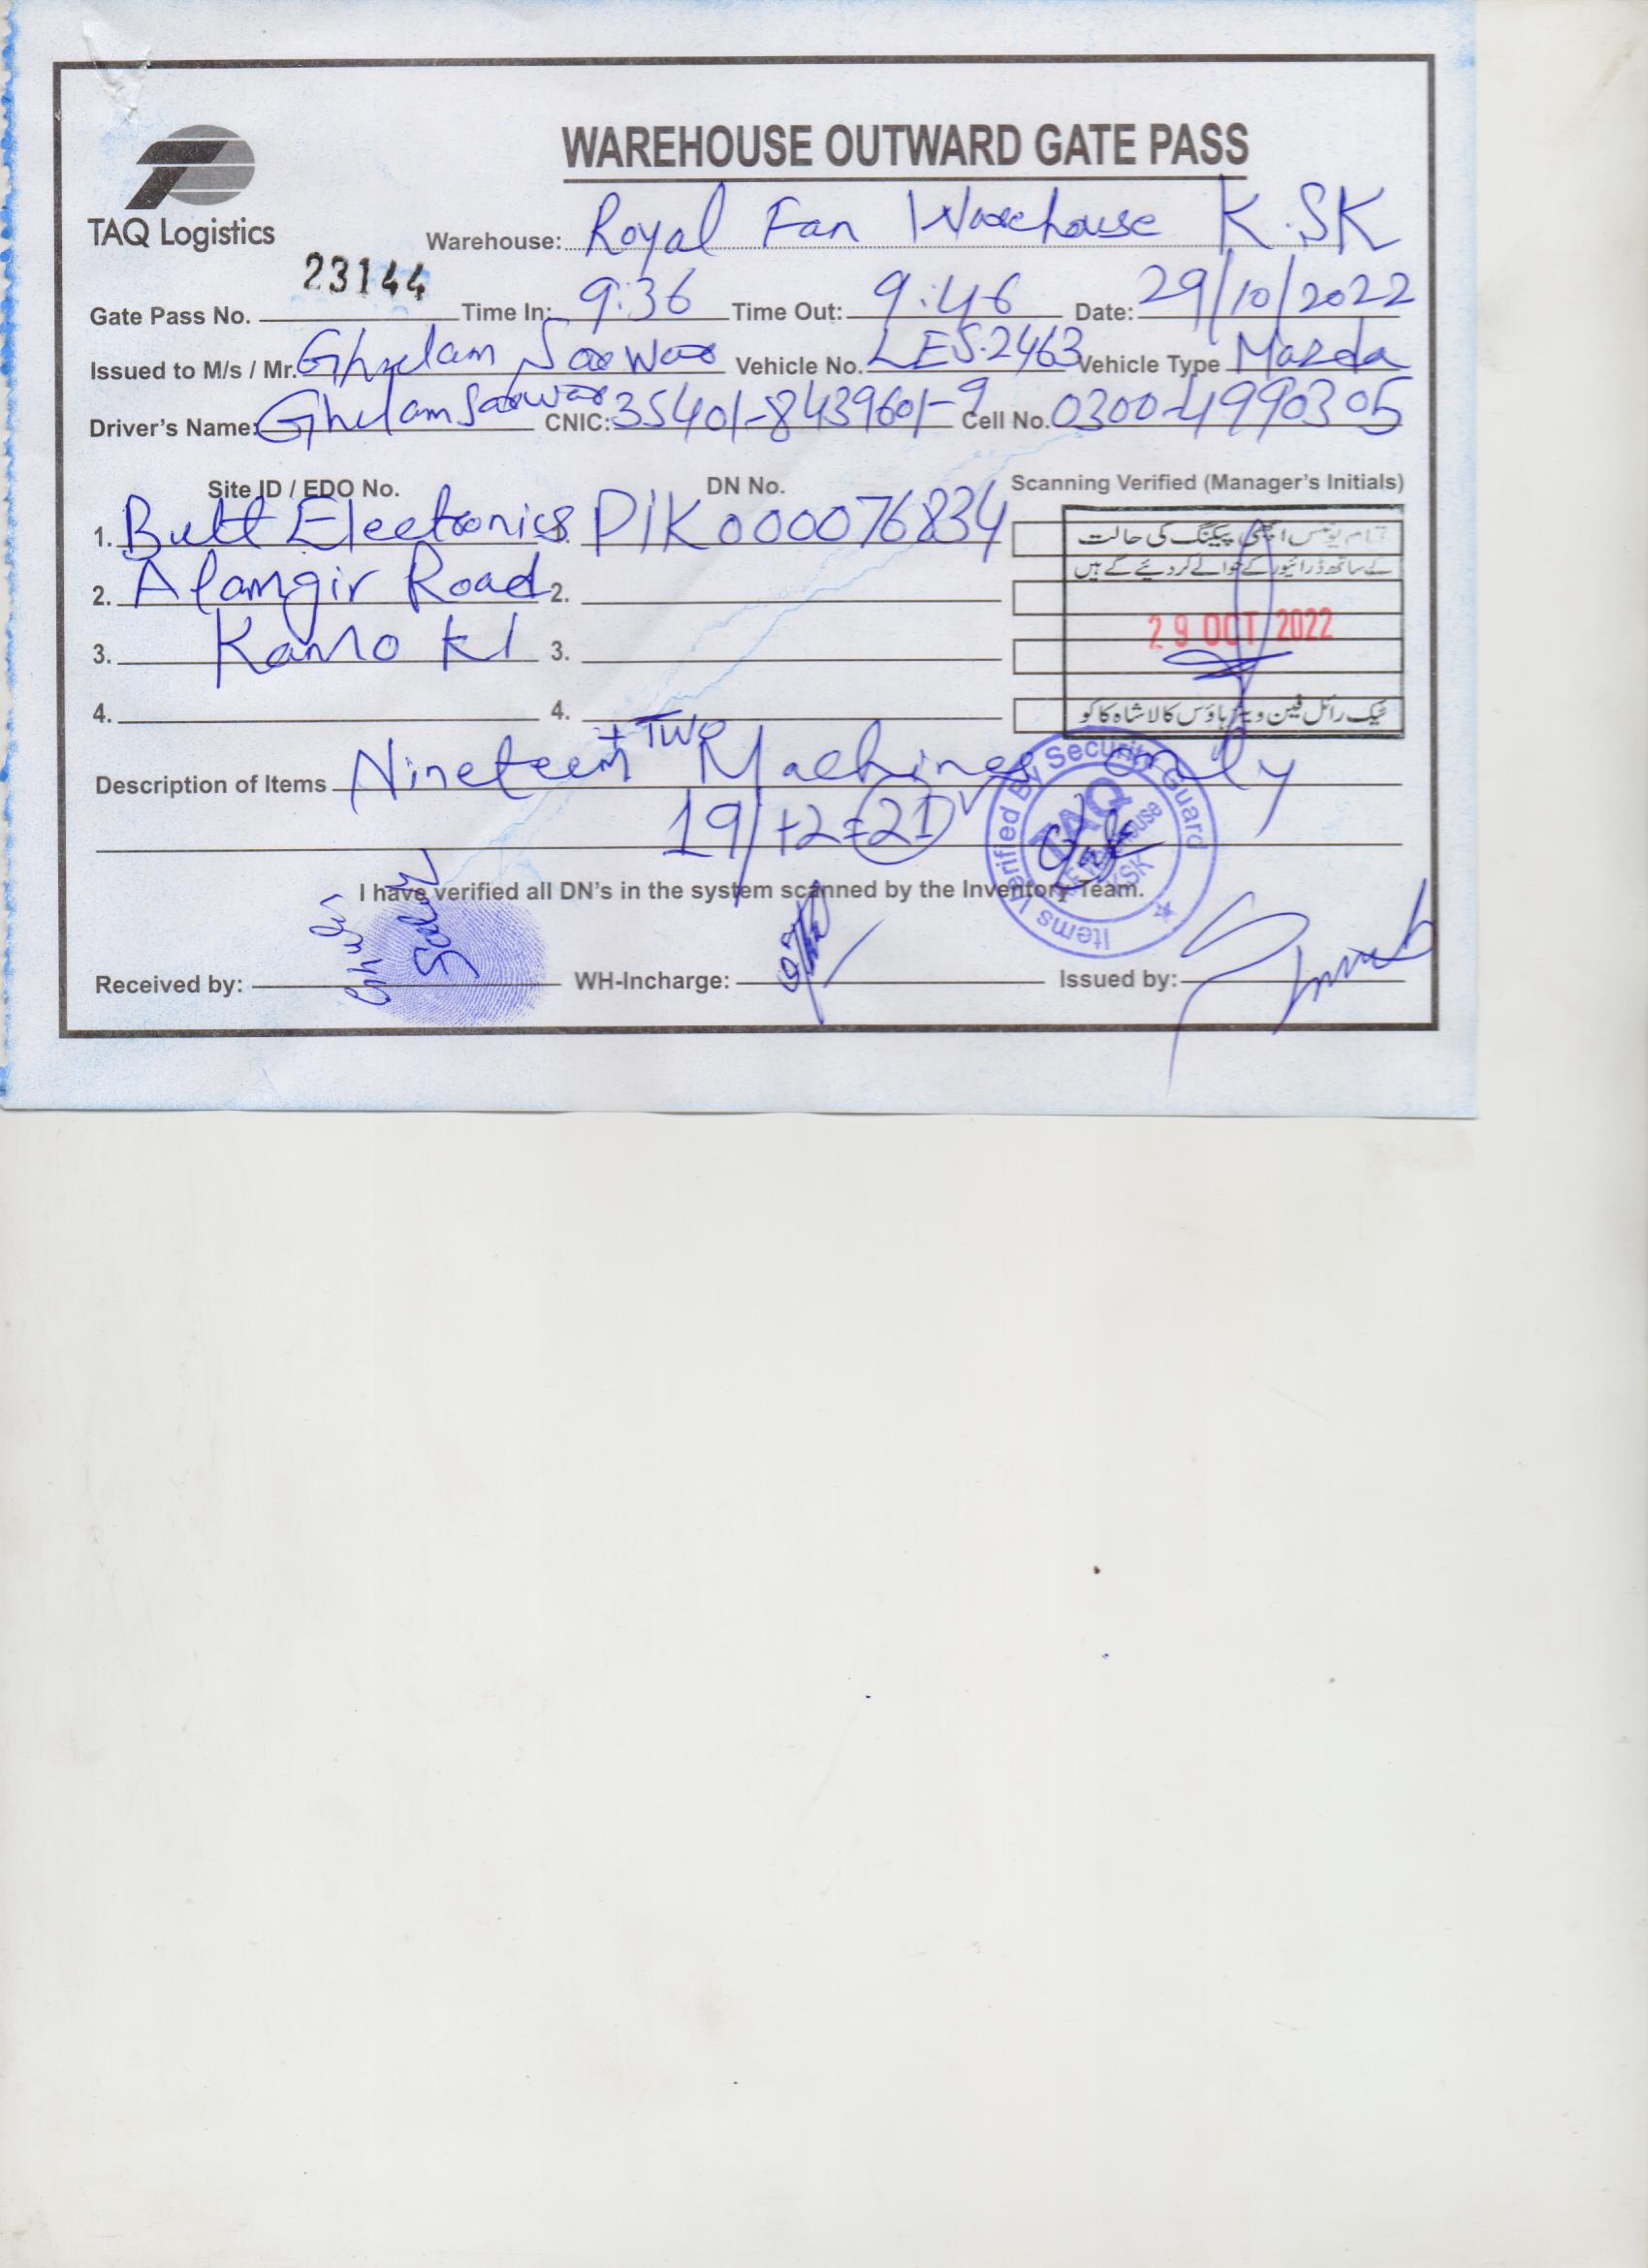 WAREHOUSE OUTWARD GATE PASS
TAQ Logistics
Warehouse: Royal Fan Warehouse K.SK
Gate Pass No. 23144 Time In: 9:36 Time Out: 9:46 Date: 29/10/2022
Issued to M/s / Mr. Ghulam Sarwar Vehicle No. LES-2463 Vehicle Type Mazda
Driver's Name: Ghulam Sarwar CNIC: 35401-8439601-9 Cell No. 0300-4990305
Site ID / EDO No. DN No. Scanning Verified (Manager's Initials)
1. Butt Electronics 1. PIK000076834
2. Alamgir Road 2.
3. Kamo kI 3.
4. 4.
تمام یونٹس اچھی پیکنگ کی حالت
کے ساتھ ڈرائیور کے حوالے کر دیئے گے ہیں
29 OCT 2022
ٹیک رائل فین ویئر ہاؤس کالا شاہ کاکو
Description of Items Nineteen + Two Machines only
19/+2=21
Items Verified By Security Guard
TAQ
Warehouse
KSK
I have verified all DN's in the system scanned by the Inventory Team.
Received by: WH-Incharge: Issued by: